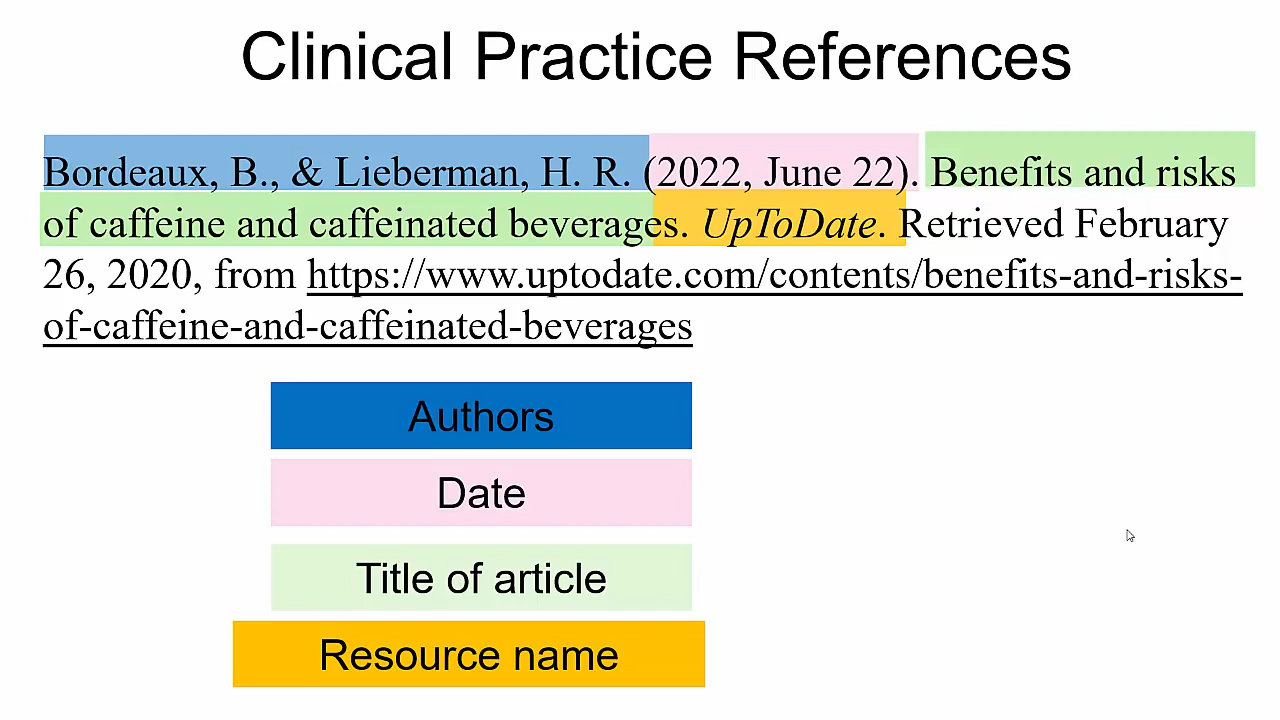 Clinical Practice References
Bordeaux, B., & Lieberman, H. R. (2022, June 22). Benefits and risks
of caffeine and caffeinated beverages. UpToDate. Retrieved February
26, 2020, from https://www.uptodate.com/contents/benefits-and-risks-
of-caffeine-and-caffeinated-beverages
Authors
Date
Title of article
Resource name